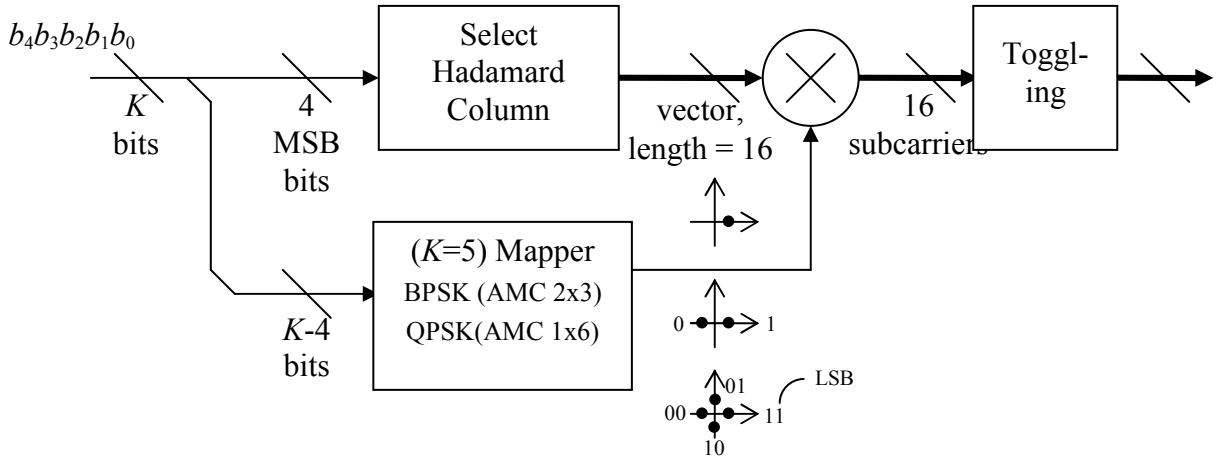 b₄b₃b₂b₁b₀
K
bits
4
MSB
bits
Select
Hadamard
Column
vector,
length = 16
16
subcarriers
Toggl-
ing
K-4
bits
(K=5) Mapper
BPSK (AMC 2x3)
QPSK(AMC 1x6)
0
1
01
LSB
00
11
10